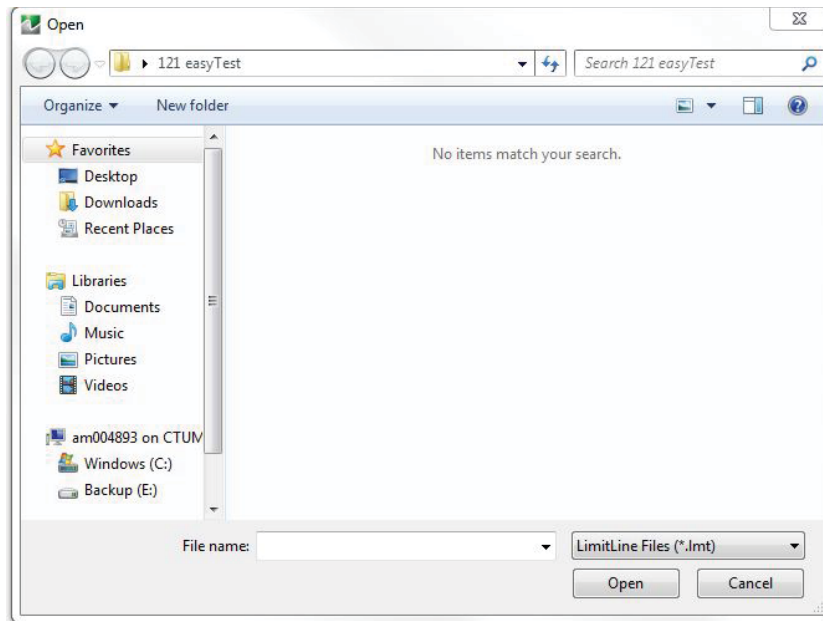 Open
121 easyTest
Search 121 easyTest
Organize
New folder
Favorites
Desktop
Downloads
Recent Places
Libraries
Documents
Music
Pictures
Videos
am004893 on CTUM
Windows (C:)
Backup (E:)
No items match your search.
File name:
LimitLine Files (*.lmt)
Open
Cancel